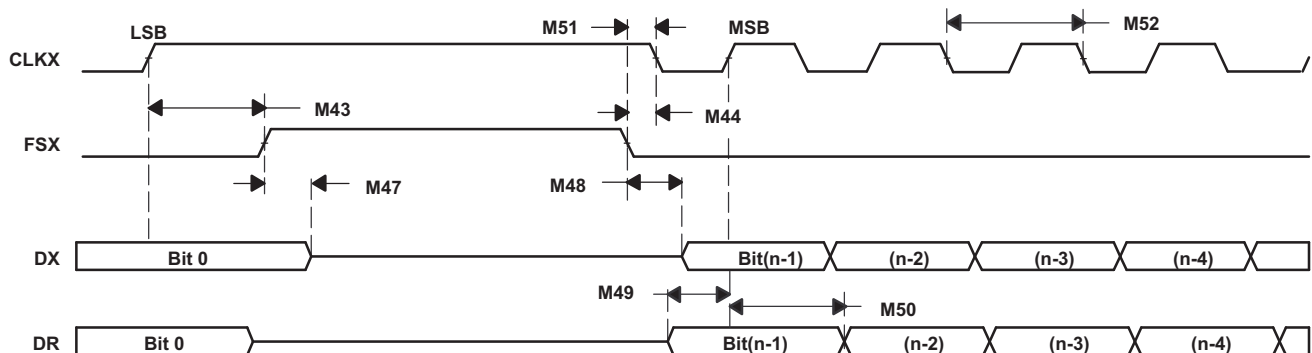 LSB
M51
MSB
M52
CLKX
M43
M44
FSX
M47
M48
DX
Bit 0
Bit(n-1)
(n-2)
(n-3)
(n-4)
M49
M50
DR
Bit 0
Bit(n-1)
(n-2)
(n-3)
(n-4)